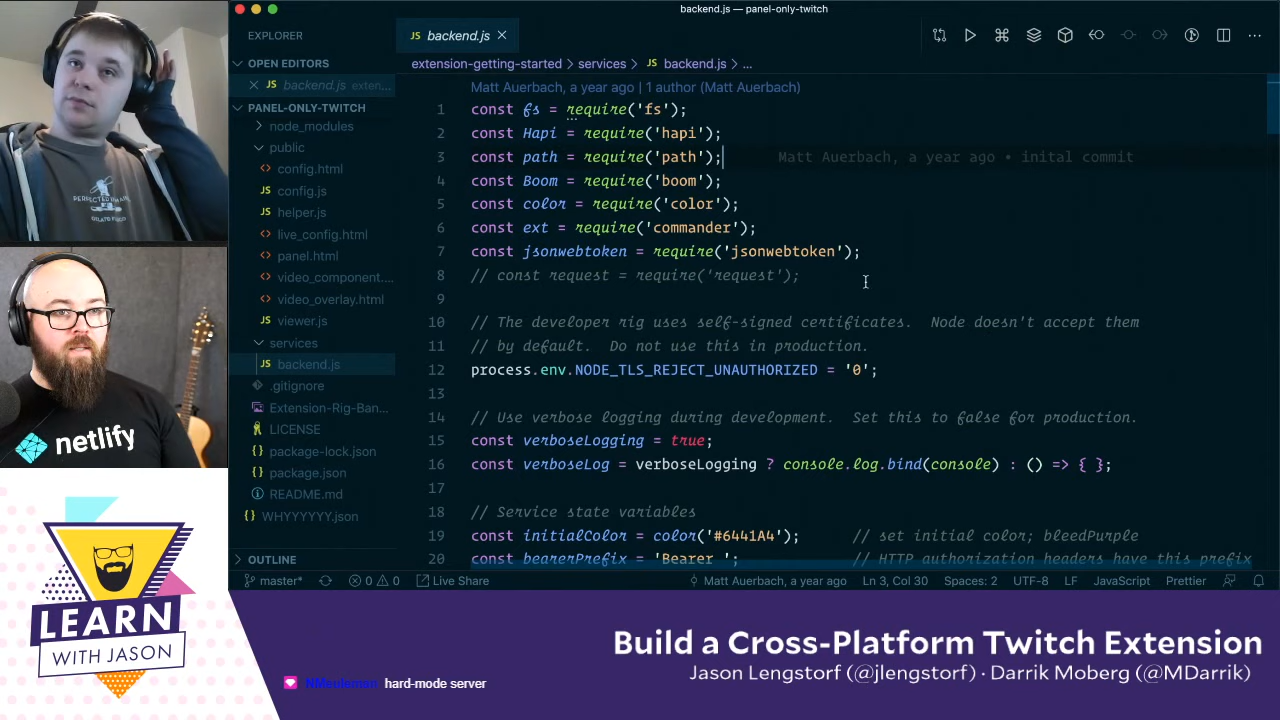 backend.js — panel-only-twitch
EXPLORER
JS backend.js
OPEN EDITORS
JS backend.js exten...
PANEL-ONLY-TWITCH
node_modules
public
config.html
JS config.js
JS helper.js
live_config.html
panel.html
video_component....
video_overlay.html
JS viewer.js
services
JS backend.js
.gitignore
Extension-Rig-Ban...
LICENSE
package-lock.json
package.json
README.md
WHYYYYYY.json
OUTLINE
extension-getting-started > services > JS backend.js > ...
Matt Auerbach, a year ago | 1 author (Matt Auerbach)
1 const fs = require('fs');
2 const Hapi = require('hapi');
3 const path = require('path'); Matt Auerbach, a year ago • inital commit
4 const Boom = require('boom');
5 const color = require('color');
6 const ext = require('commander');
7 const jsonwebtoken = require('jsonwebtoken');
8 // const request = require('request');
9
10 // The developer rig uses self-signed certificates.  Node doesn't accept them
11 // by default.  Do not use this in production.
12 process.env.NODE_TLS_REJECT_UNAUTHORIZED = '0';
13
14 // Use verbose logging during development.  Set this to false for production.
15 const verboseLogging = true;
16 const verboseLog = verboseLogging ? console.log.bind(console) : () => { };
17
18 // Service state variables
19 const initialColor = color('#6441A4'); // set initial color; bleedPurple
20 const bearerPrefix = 'Bearer '; // HTTP authorization headers have this prefix
master* 0 0 Live Share Matt Auerbach, a year ago Ln 3, Col 30 Spaces: 2 UTF-8 LF JavaScript Prettier
netlify
LEARN
WITH JASON
Build a Cross-Platform Twitch Extension
Jason Lengstorf (@jlengstorf) · Darrik Moberg (@MDarrik)
hard-mode server